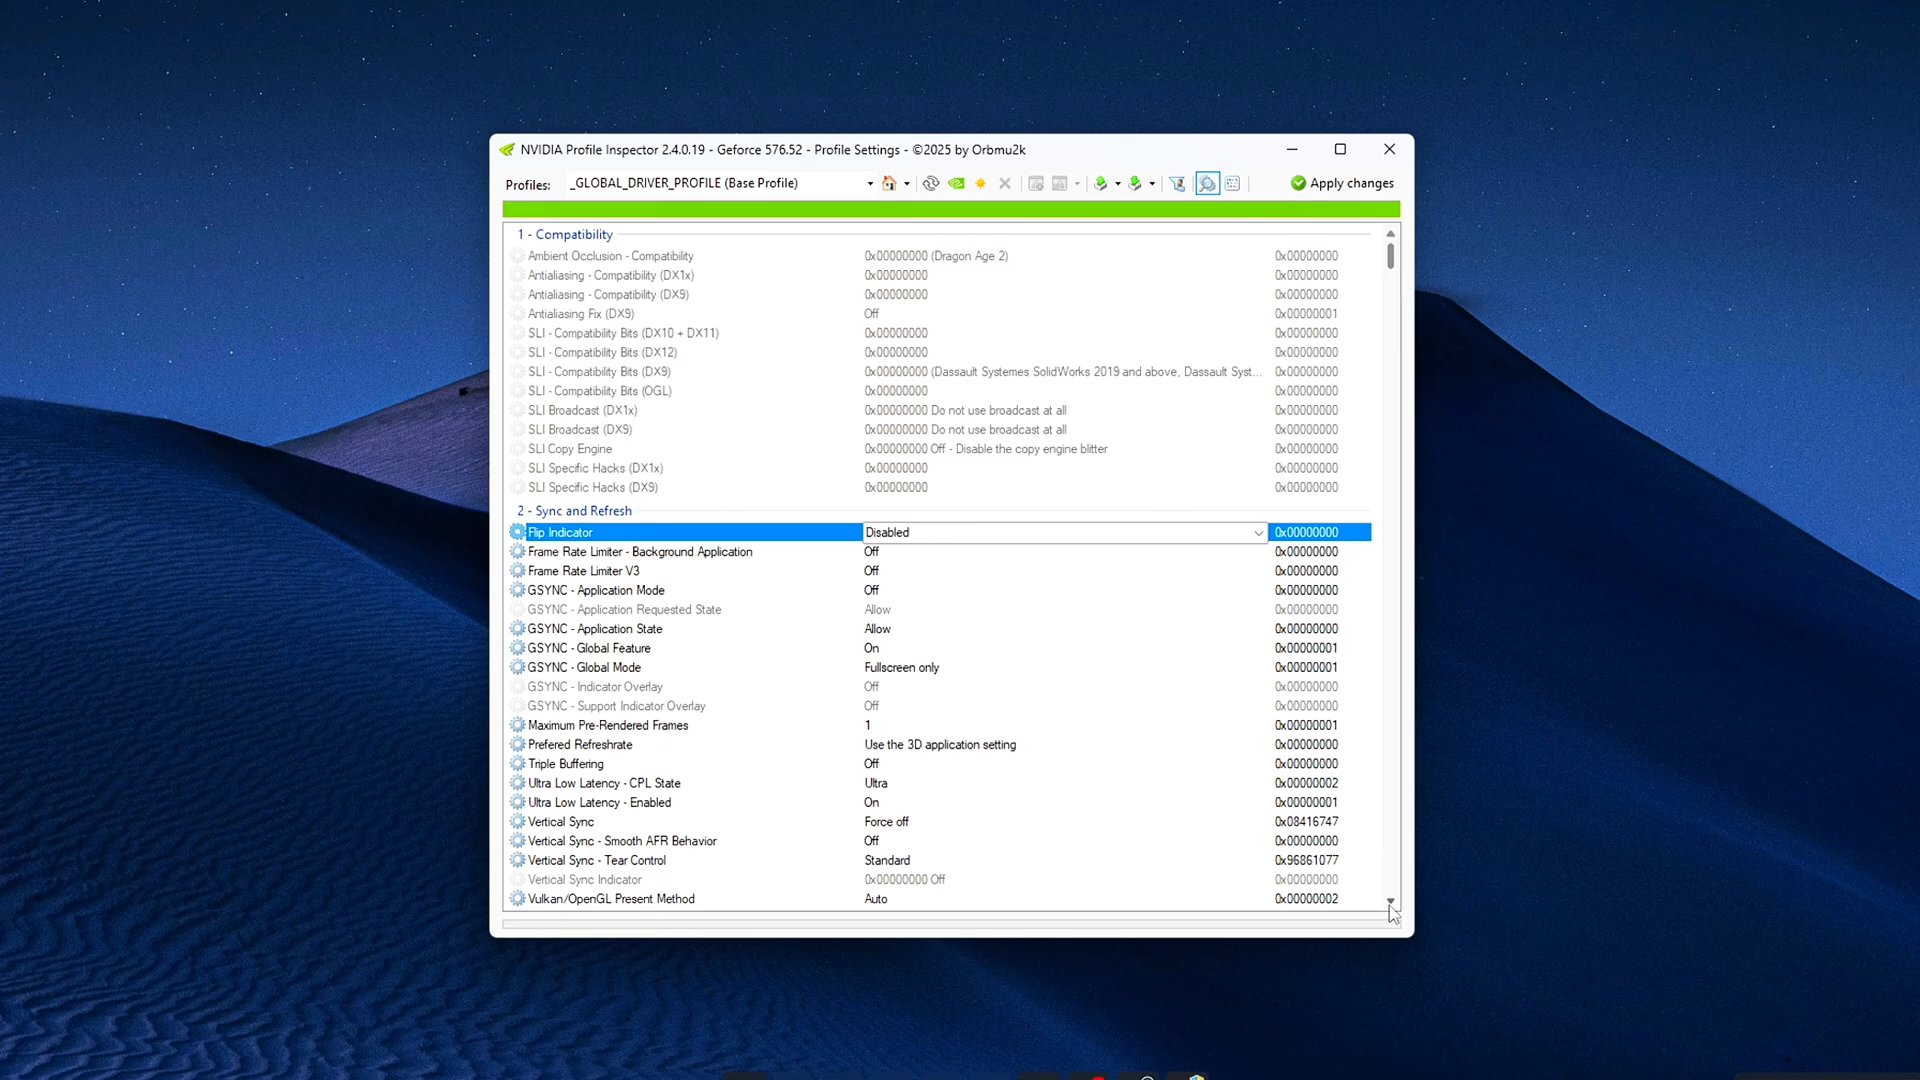 NVIDIA Profile Inspector 2.4.0.19 - Geforce 576.52 - Profile Settings - ©2025 by Orbmu2k
Profiles: _GLOBAL_DRIVER_PROFILE (Base Profile) Apply changes
1 - Compatibility
Ambient Occlusion - Compatibility 0x00000000 (Dragon Age 2) 0x00000000
Antialiasing - Compatibility (DX1x) 0x00000000 0x00000000
Antialiasing - Compatibility (DX9) 0x00000000 0x00000000
Antialiasing Fix (DX9) Off 0x00000001
SLI - Compatibility Bits (DX10 + DX11) 0x00000000 0x00000000
SLI - Compatibility Bits (DX12) 0x00000000 0x00000000
SLI - Compatibility Bits (DX9) 0x00000000 (Dassault Systemes SolidWorks 2019 and above, Dassault Syst... 0x00000000
SLI - Compatibility Bits (OGL) 0x00000000 0x00000000
SLI Broadcast (DX1x) 0x00000000 Do not use broadcast at all 0x00000000
SLI Broadcast (DX9) 0x00000000 Do not use broadcast at all 0x00000000
SLI Copy Engine 0x00000000 Off - Disable the copy engine blitter 0x00000000
SLI Specific Hacks (DX1x) 0x00000000 0x00000000
SLI Specific Hacks (DX9) 0x00000000 0x00000000
2 - Sync and Refresh
Flip Indicator Disabled 0x00000000
Frame Rate Limiter - Background Application Off 0x00000000
Frame Rate Limiter V3 Off 0x00000000
GSYNC - Application Mode Off 0x00000000
GSYNC - Application Requested State Allow 0x00000000
GSYNC - Application State Allow 0x00000000
GSYNC - Global Feature On 0x00000001
GSYNC - Global Mode Fullscreen only 0x00000001
GSYNC - Indicator Overlay Off 0x00000000
GSYNC - Support Indicator Overlay Off 0x00000000
Maximum Pre-Rendered Frames 1 0x00000001
Prefered Refreshrate Use the 3D application setting 0x00000000
Triple Buffering Off 0x00000000
Ultra Low Latency - CPL State Ultra 0x00000002
Ultra Low Latency - Enabled On 0x00000001
Vertical Sync Force off 0x08416747
Vertical Sync - Smooth AFR Behavior Off 0x00000000
Vertical Sync - Tear Control Standard 0x96861077
Vertical Sync Indicator 0x00000000 Off 0x00000000
Vulkan/OpenGL Present Method Auto 0x00000002